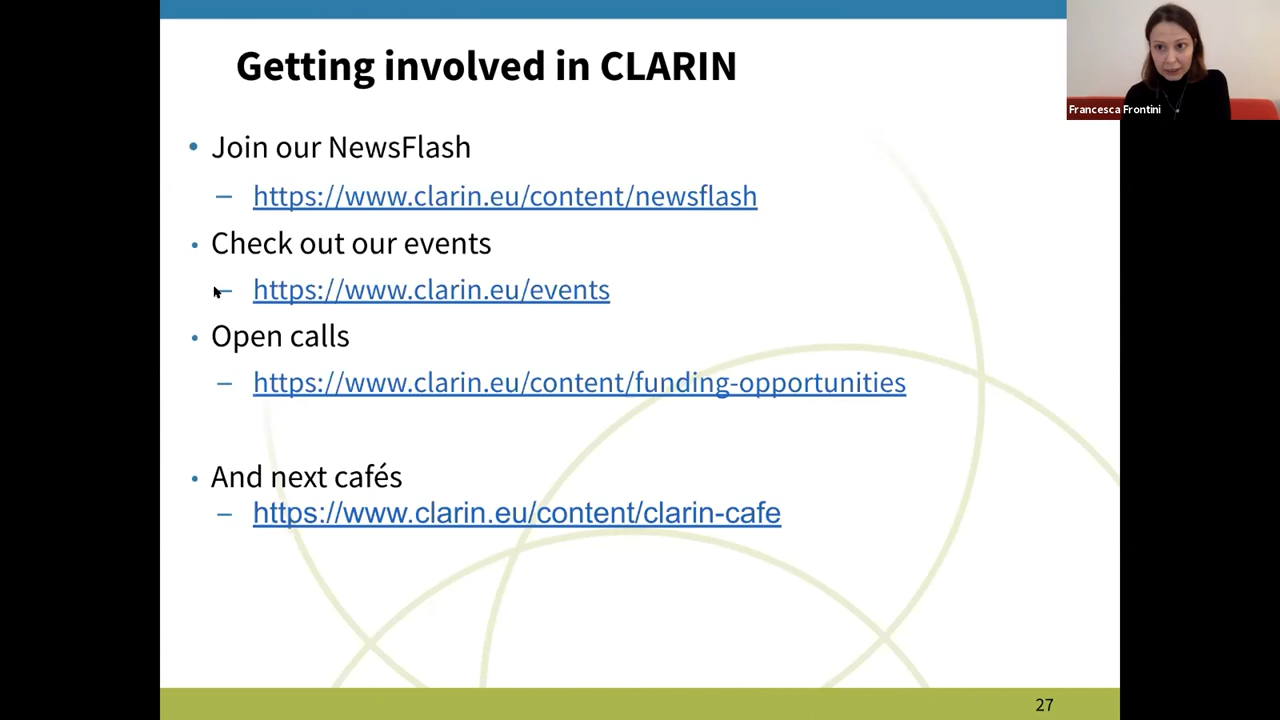 Getting involved in CLARIN
Francesca Frontini
• Join our NewsFlash
– https://www.clarin.eu/content/newsflash
• Check out our events
– https://www.clarin.eu/events
• Open calls
– https://www.clarin.eu/content/funding-opportunities
• And next cafés
– https://www.clarin.eu/content/clarin-cafe
27